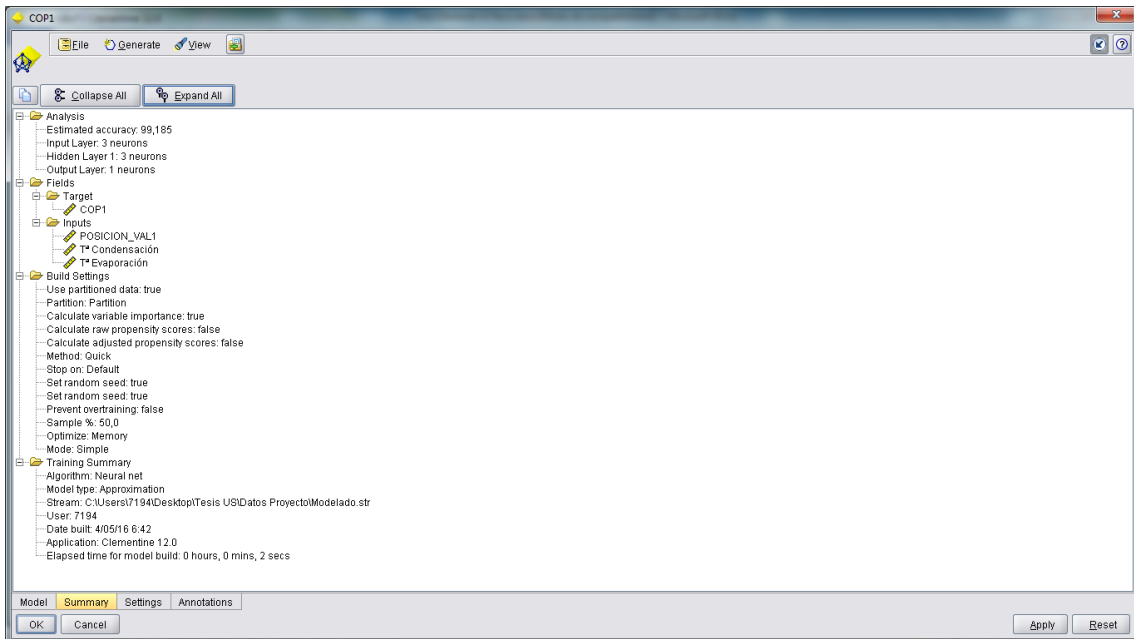 COP1
File Generate View
Collapse All Expand All
Analysis
Estimated accuracy: 99,185
Input Layer: 3 neurons
Hidden Layer 1: 3 neurons
Output Layer: 1 neurons
Fields
Target
COP1
Inputs
POSICION_VAL1
Tª Condensación
Tª Evaporación
Build Settings
Use partitioned data: true
Partition: Partition
Calculate variable importance: true
Calculate raw propensity scores: false
Calculate adjusted propensity scores: false
Method: Quick
Stop on: Default
Set random seed: true
Set random seed: true
Prevent overtraining: false
Sample %: 50,0
Optimize: Memory
Mode: Simple
Training Summary
Algorithm: Neural net
Model type: Approximation
Stream: C:\Users\7194\Desktop\Tesis US\Datos Proyecto\Modelado.str
User: 7194
Date built: 4/05/16 6:42
Application: Clementine 12.0
Elapsed time for model build: 0 hours, 0 mins, 2 secs
Model Summary Settings Annotations
OK Cancel Apply Reset